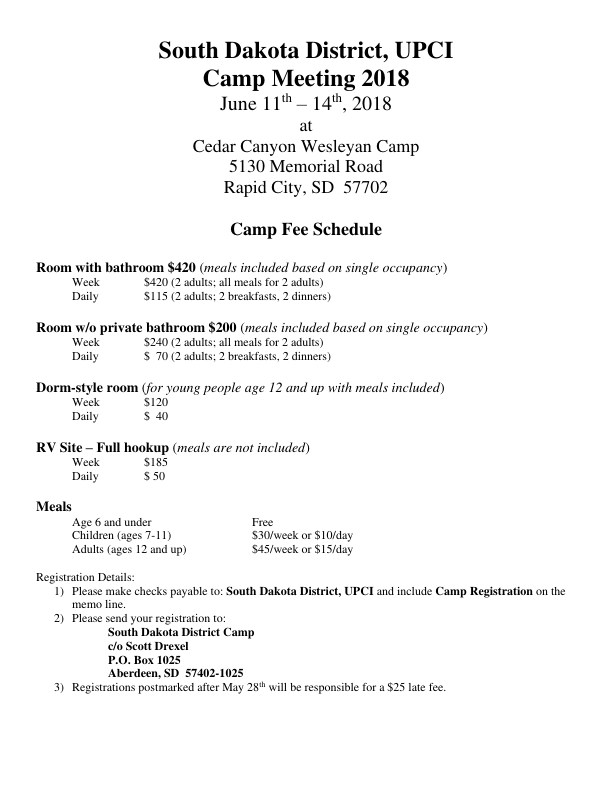 South Dakota District, UPCI
Camp Meeting 2018
June 11th – 14th, 2018
at
Cedar Canyon Wesleyan Camp
5130 Memorial Road
Rapid City, SD  57702
Camp Fee Schedule
Room with bathroom $420 (meals included based on single occupancy)
Week $420 (2 adults; all meals for 2 adults)
Daily $115 (2 adults; 2 breakfasts, 2 dinners)
Room w/o private bathroom $200 (meals included based on single occupancy)
Week $240 (2 adults; all meals for 2 adults)
Daily $  70 (2 adults; 2 breakfasts, 2 dinners)
Dorm-style room (for young people age 12 and up with meals included)
Week $120
Daily $  40
RV Site – Full hookup (meals are not included)
Week $185
Daily $ 50
Meals
Age 6 and under Free
Children (ages 7-11) $30/week or $10/day
Adults (ages 12 and up) $45/week or $15/day
Registration Details:
1) Please make checks payable to: South Dakota District, UPCI and include Camp Registration on the
memo line.
2) Please send your registration to:
South Dakota District Camp
c/o Scott Drexel
P.O. Box 1025
Aberdeen, SD  57402-1025
3) Registrations postmarked after May 28th will be responsible for a $25 late fee.